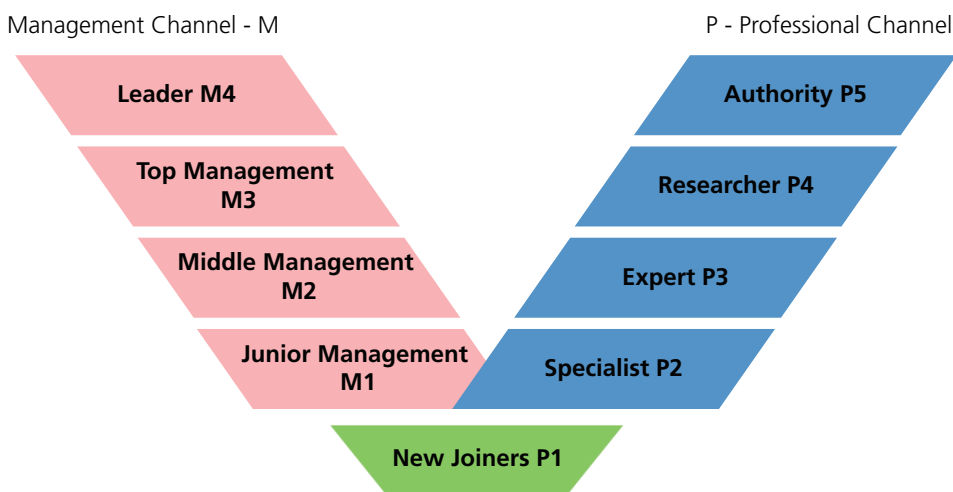 Management Channel - M
P - Professional Channel
Leader M4
Authority P5
Top Management
M3
Researcher P4
Middle Management
M2
Expert P3
Junior Management
M1
Specialist P2
New Joiners P1